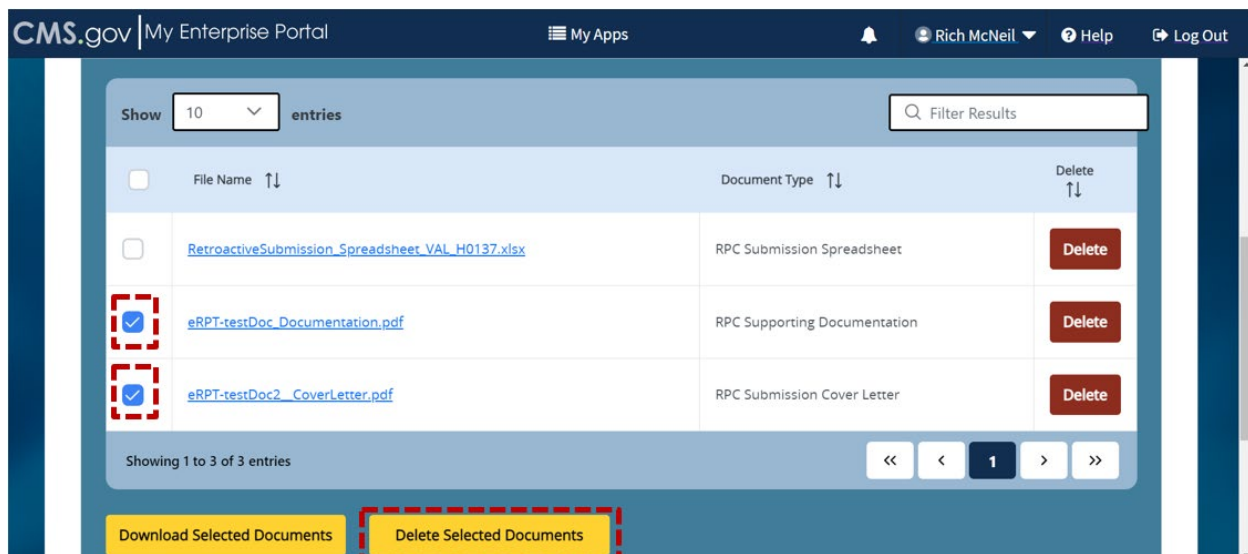 CMS.gov My Enterprise Portal My Apps Rich McNeil Help Log Out
Show 10 entries Filter Results
File Name Document Type Delete
RetroactiveSubmission_Spreadsheet_VAL_H0137.xlsx RPC Submission Spreadsheet Delete
eRPT-testDoc_Documentation.pdf RPC Supporting Documentation Delete
eRPT-testDoc2__CoverLetter.pdf RPC Submission Cover Letter Delete
Showing 1 to 3 of 3 entries « < 1 > »
Download Selected Documents Delete Selected Documents